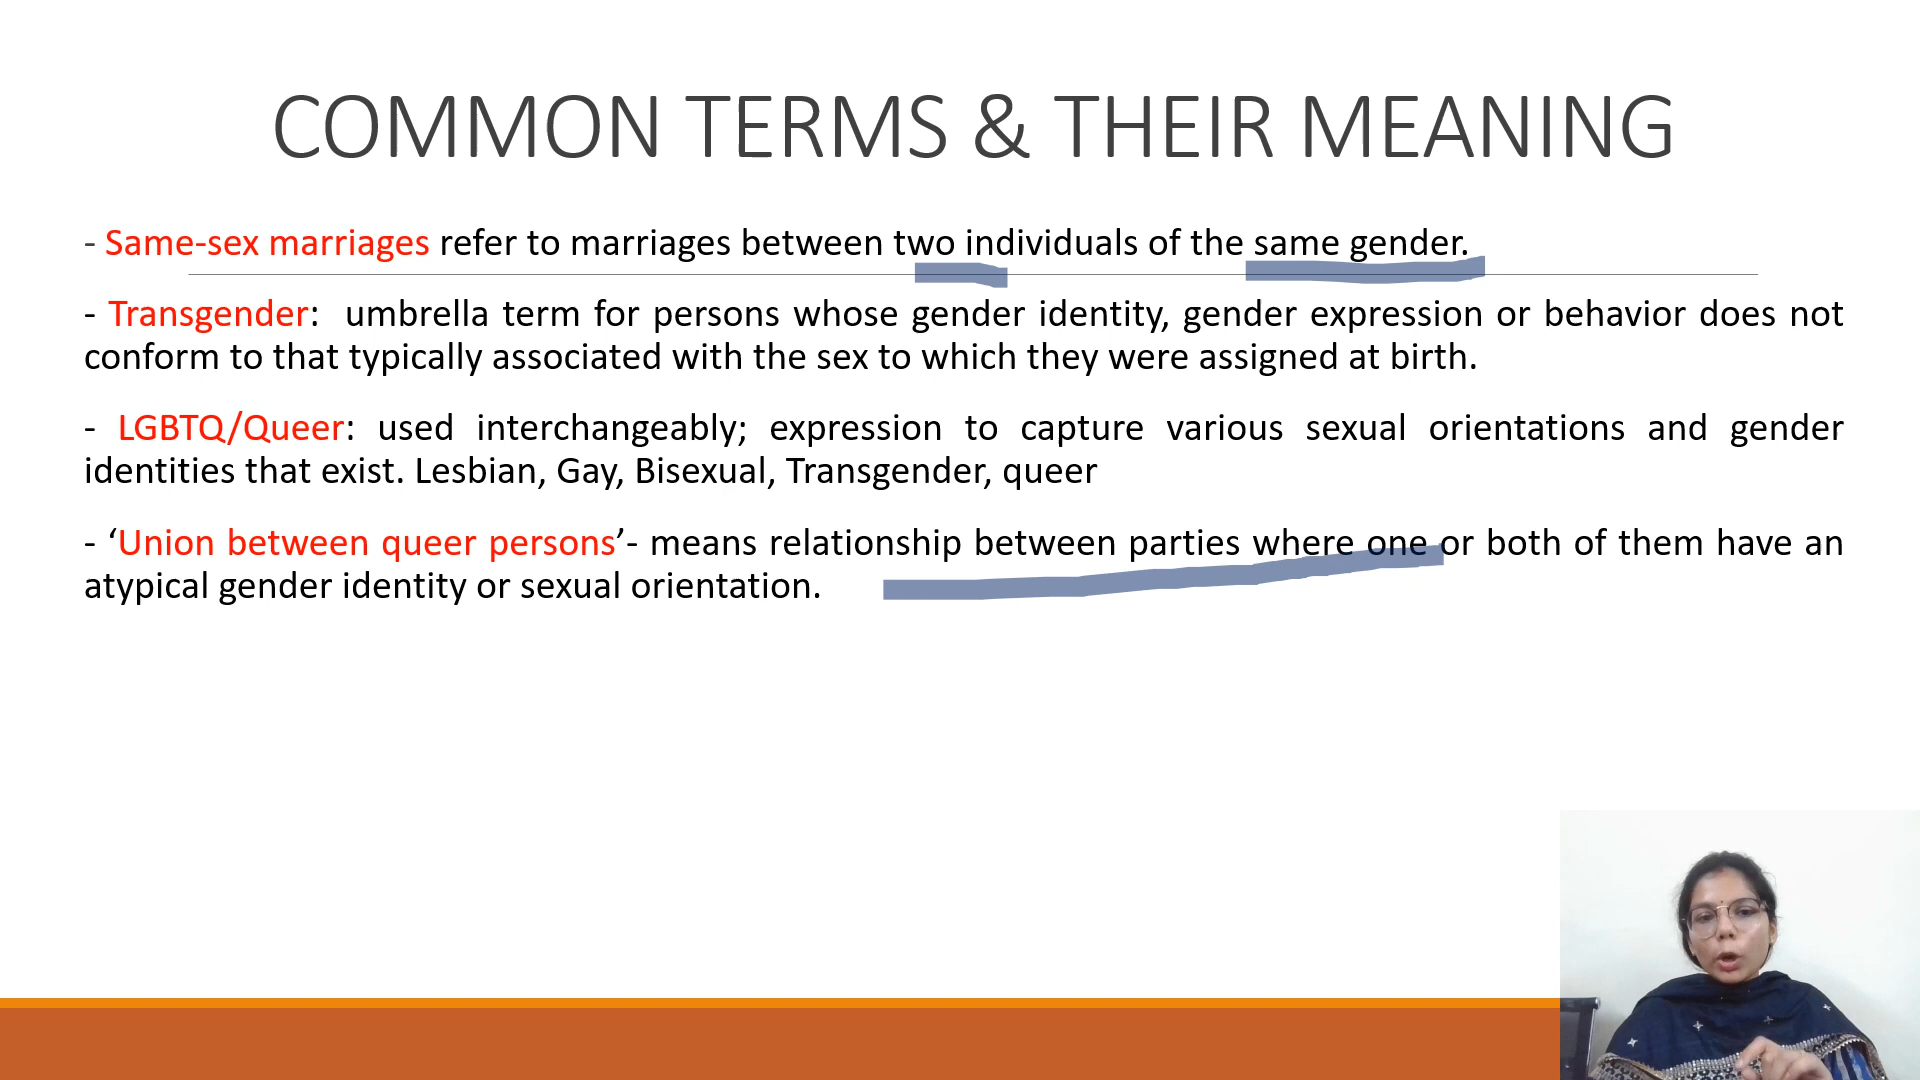 COMMON TERMS & THEIR MEANING
- Same-sex marriages refer to marriages between two individuals of the same gender.
- Transgender: umbrella term for persons whose gender identity, gender expression or behavior does not
conform to that typically associated with the sex to which they were assigned at birth.
- LGBTQ/Queer: used interchangeably; expression to capture various sexual orientations and gender
identities that exist. Lesbian, Gay, Bisexual, Transgender, queer
- ‘Union between queer persons’- means relationship between parties where one or both of them have an
atypical gender identity or sexual orientation.